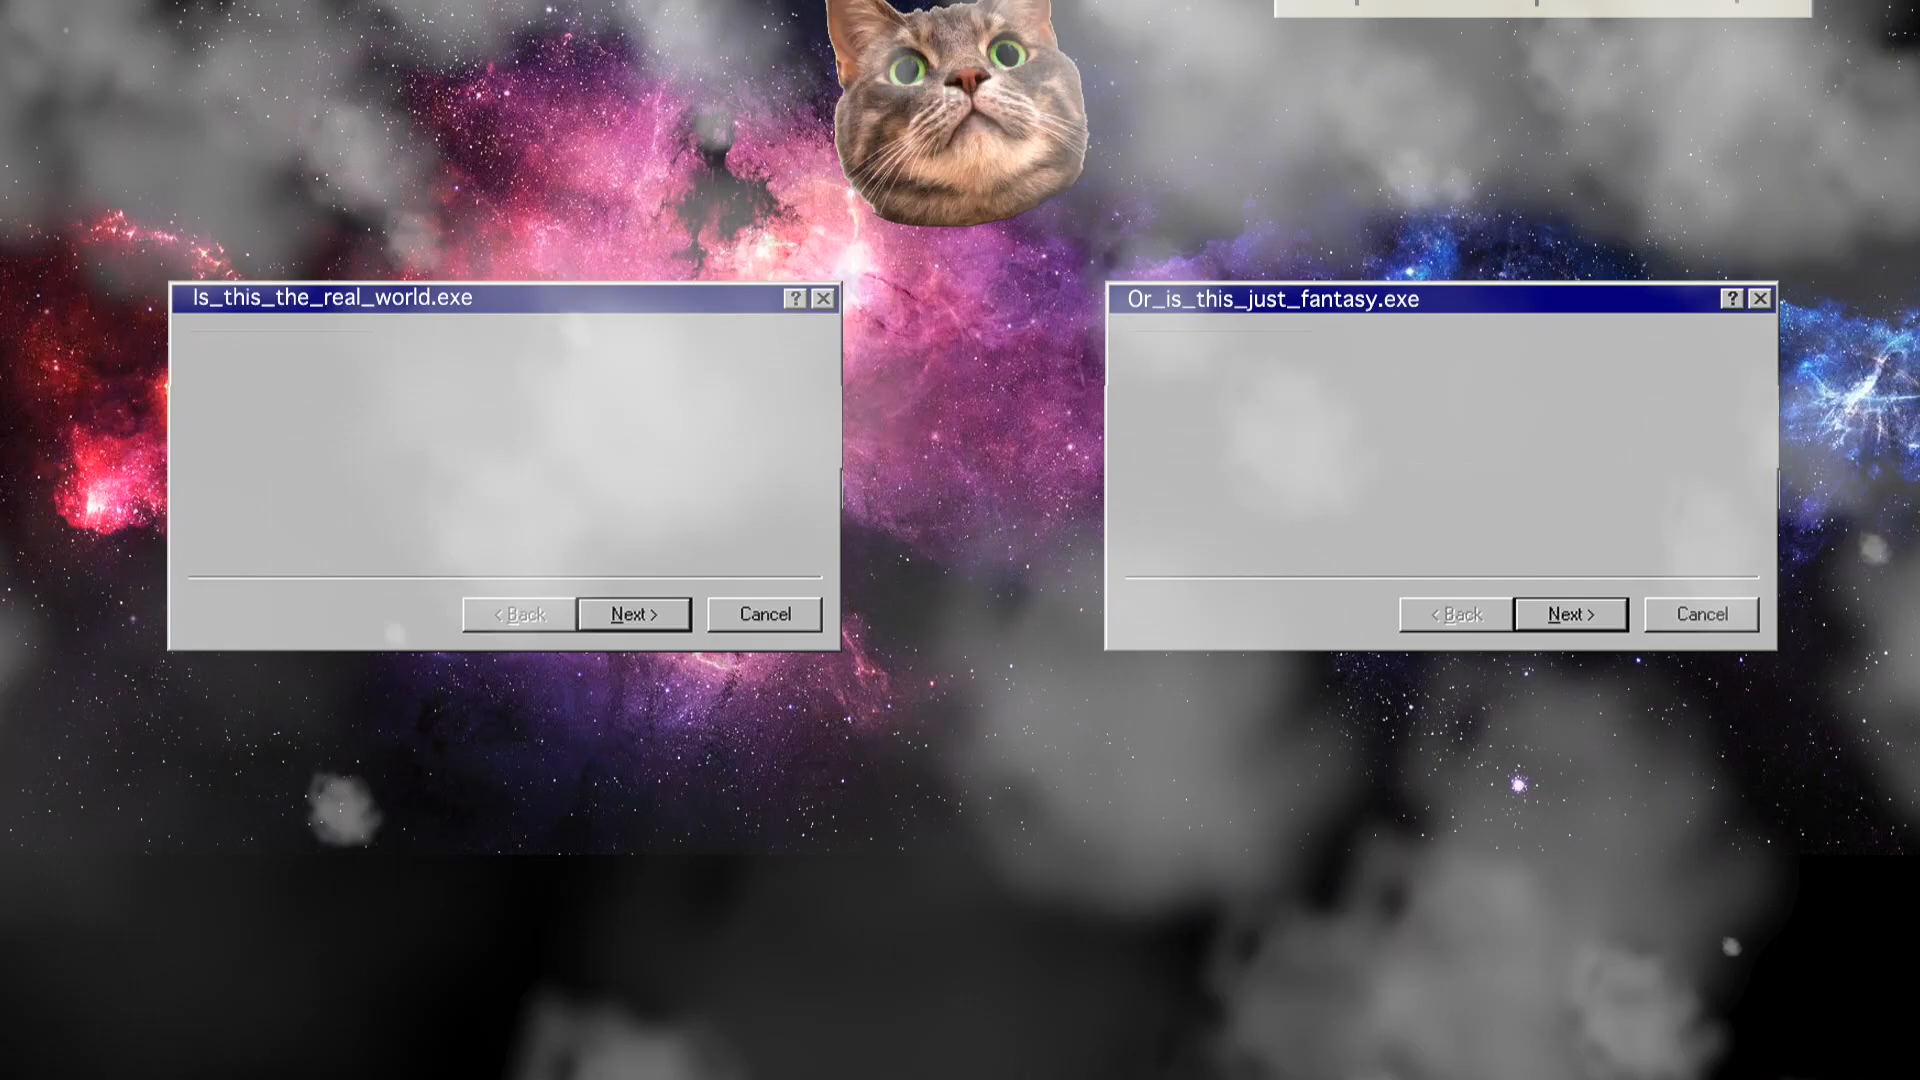 Is_this_the_real_world.exe
Or_is_this_just_fantasy.exe
< Back
Next >
Cancel
< Back
Next >
Cancel